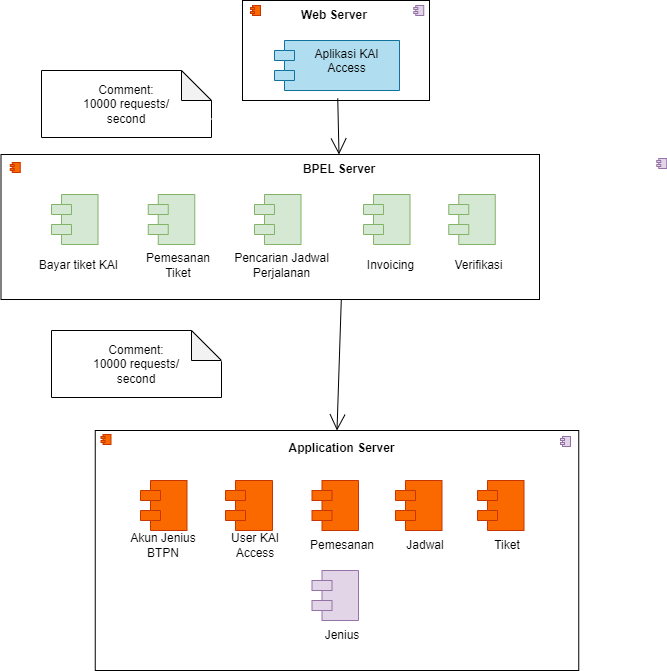 Web Server
Aplikasi KAI
Access
Comment:
10000 requests/
second
BPEL Server
Bayar tiket KAI
Pemesanan
Tiket
Pencarian Jadwal
Perjalanan
Invoicing
Verifikasi
Comment:
10000 requests/
second
Application Server
Akun Jenius
BTPN
User KAI
Access
Pemesanan
Jadwal
Tiket
Jenius